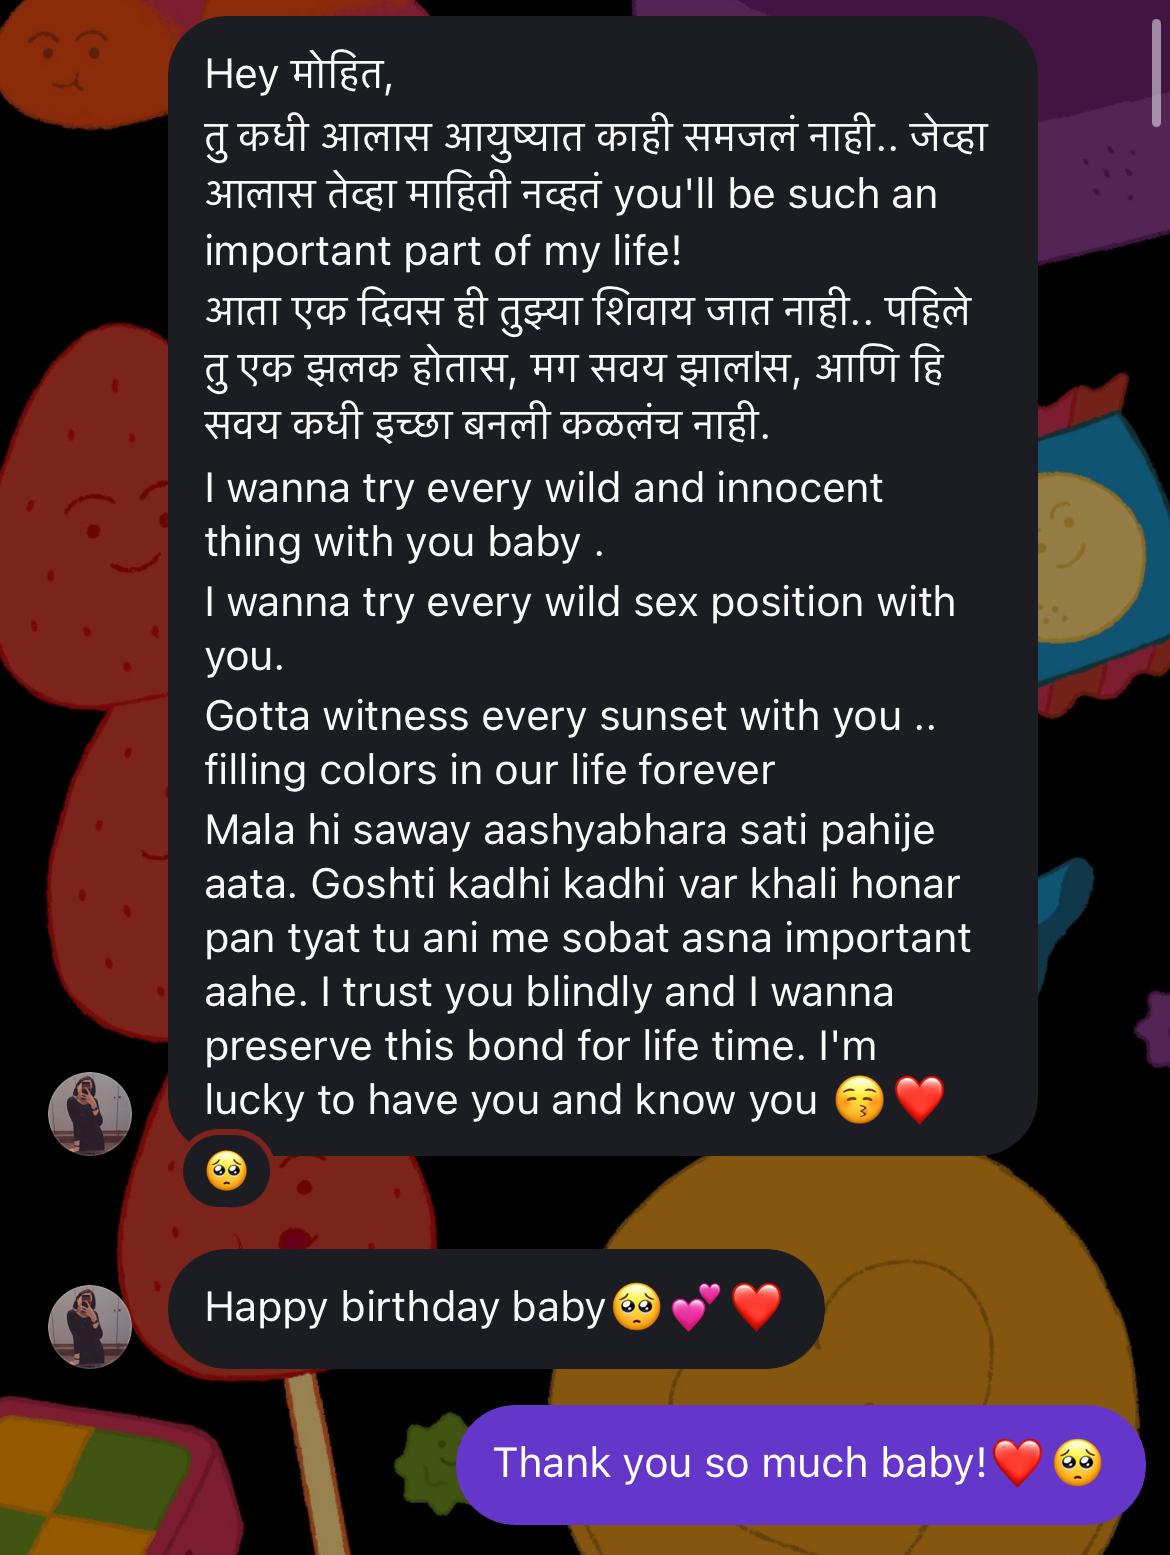 Hey मोहित,
तु कधी आलास आयुष्यात काही समजलं नाही.. जेव्हा
आलास तेव्हा माहिती नव्हतं you'll be such an
important part of my life!
आता एक दिवस ही तुझ्या शिवाय जात नाही.. पहिले
तु एक झलक होतास, मग सवय झालास, आणि हि
सवय कधी इच्छा बनली कळलंच नाही.
I wanna try every wild and innocent
thing with you baby .
I wanna try every wild sex position with
you.
Gotta witness every sunset with you ..
filling colors in our life forever
Mala hi saway aashyabhara sati pahije
aata. Goshti kadhi kadhi var khali honar
pan tyat tu ani me sobat asna important
aahe. I trust you blindly and I wanna
preserve this bond for life time. I'm
lucky to have you and know you 😚❤️
🥺
Happy birthday baby🥺💕❤️
Thank you so much baby!❤️🥺